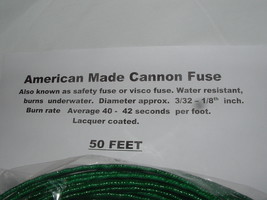 American Made Cannon Fuse
Also known as safety fuse or visco fuse. Water resistant,
burns underwater. Diameter approx. 3/32 - 1/8th inch.
Burn rate Average 40 - 42 seconds per foot.
Lacquer coated.
50 FEET